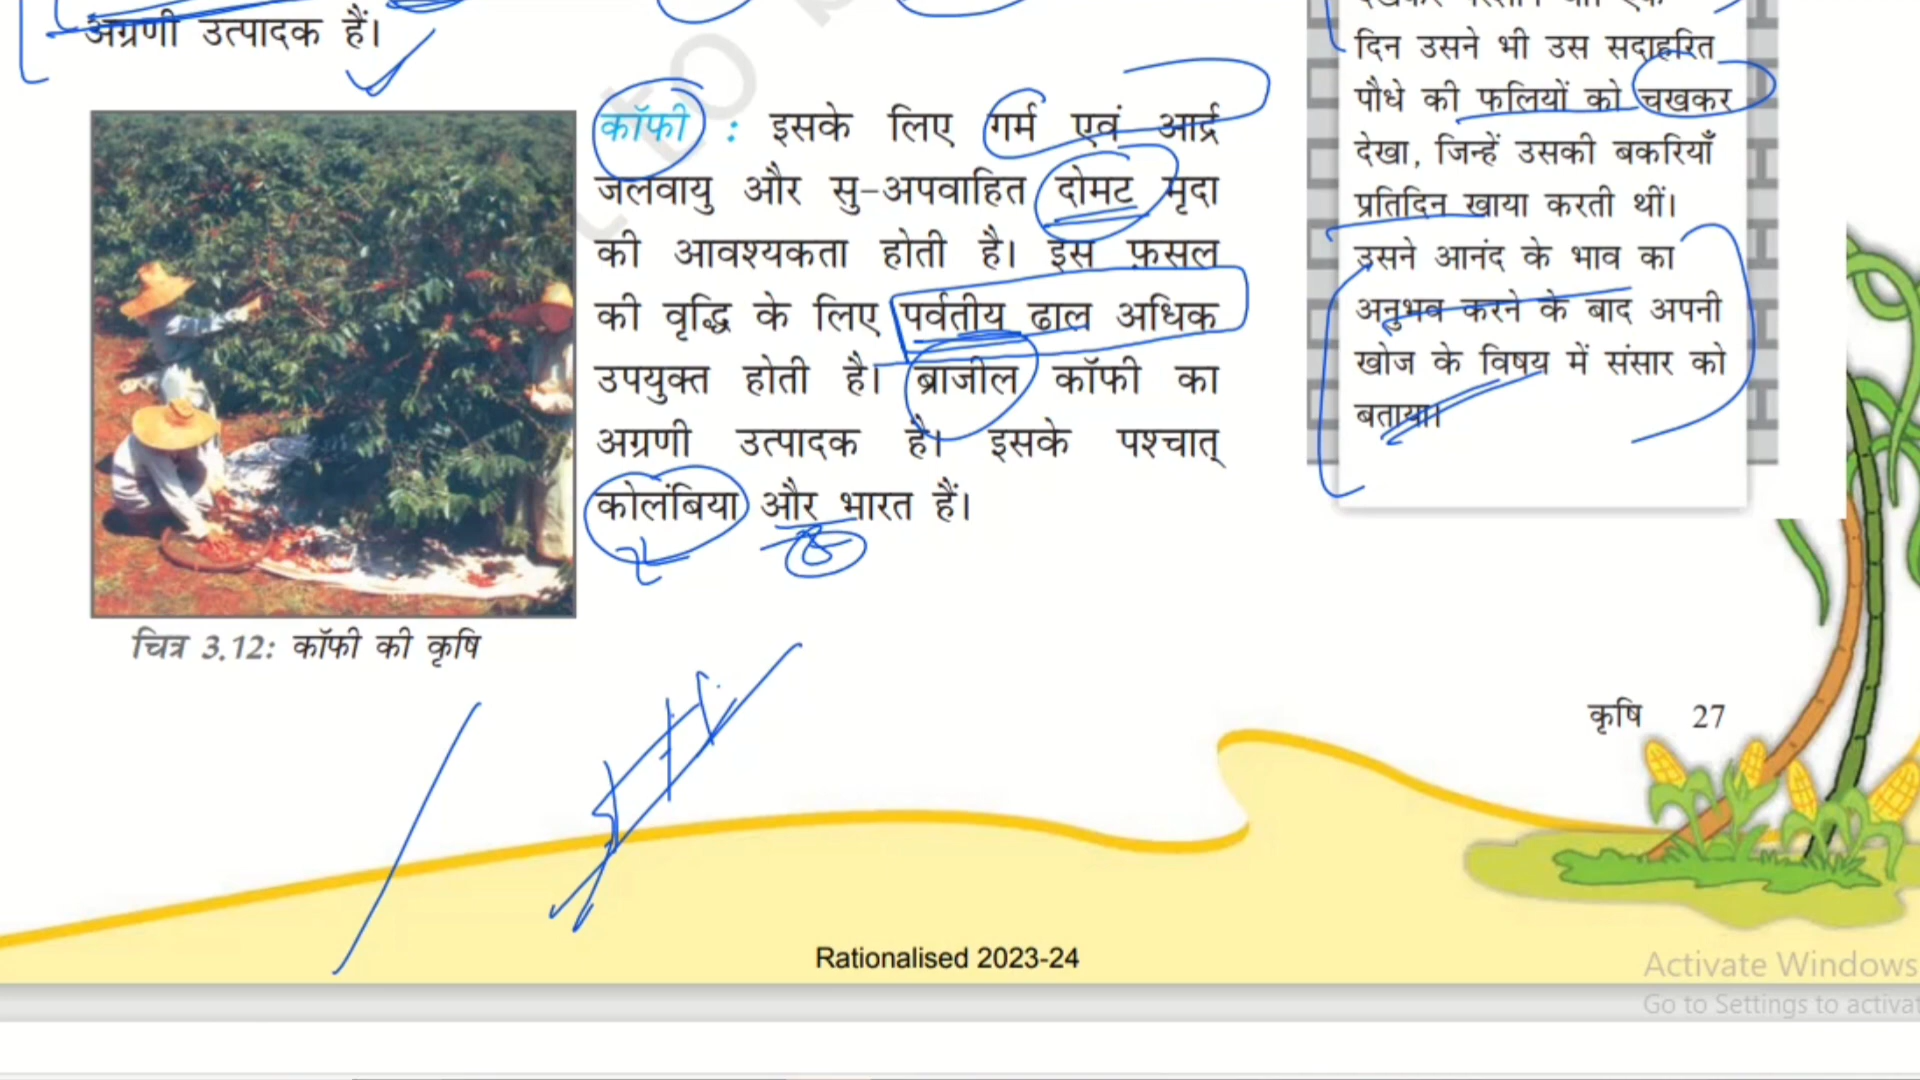 अग्रणी उत्पादक हैं।
कॉफी : इसके लिए गर्म एवं आर्द्र
जलवायु और सु-अपवाहित दोमट मृदा
की आवश्यकता होती है। इस फ़सल
की वृद्धि के लिए पर्वतीय ढाल अधिक
उपयुक्त होती है। ब्राजील कॉफी का
अग्रणी उत्पादक है। इसके पश्चात्
कोलंबिया और भारत हैं।
चित्र 3.12: कॉफी की कृषि
दिन उसने भी उस सदाहरित
पौधे की फलियों को चखकर
देखा, जिन्हें उसकी बकरियाँ
प्रतिदिन खाया करती थीं।
उसने आनंद के भाव का
अनुभव करने के बाद अपनी
खोज के विषय में संसार को
बताया।
कृषि 27
Rationalised 2023-24
Activate Windows
Go to Settings to activat